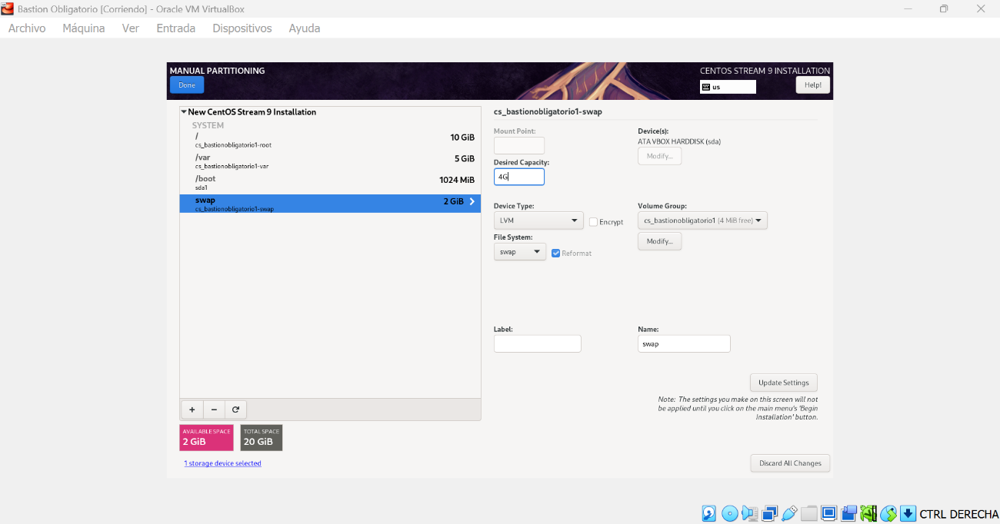 Bastion Obligatorio [Corriendo] - Oracle VM VirtualBox
Archivo Máquina Ver Entrada Dispositivos Ayuda
MANUAL PARTITIONING
CENTOS STREAM 9 INSTALLATION
Done
us
Help!
New CentOS Stream 9 Installation
SYSTEM
/ 10 GiB
cs_bastionobligatorio1-root
/var 5 GiB
cs_bastionobligatorio1-var
/boot 1024 MiB
sda1
swap 2 GiB
cs_bastionobligatorio1-swap
+ −
AVAILABLE SPACE
2 GiB
TOTAL SPACE
20 GiB
1 storage device selected
cs_bastionobligatorio1-swap
Mount Point:
Device(s):
ATA VBOX HARDDISK (sda)
Modify...
Desired Capacity:
4G
Device Type:
LVM
Encrypt
Volume Group:
cs_bastionobligatorio1 (4 MiB free)
Modify...
File System:
swap
Reformat
Label:
Name:
swap
Update Settings
Note: The settings you make on this screen will not
be applied until you click on the main menu's 'Begin
Installation' button.
Discard All Changes
CTRL DERECHA